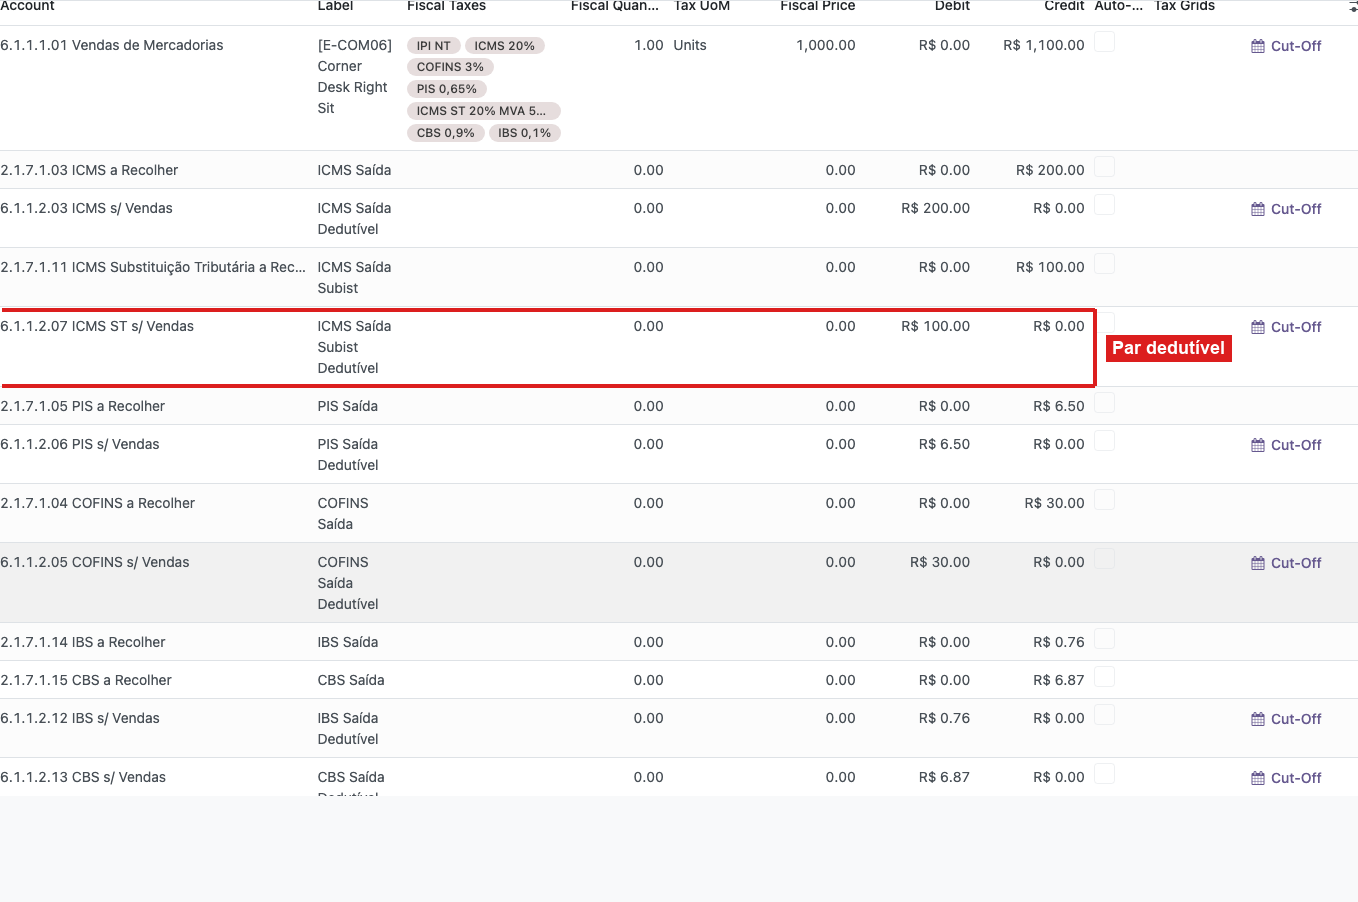 Account Label Fiscal Taxes Fiscal Quan... Tax UoM Fiscal Price Debit Credit Auto-... Tax Grids
6.1.1.1.01 Vendas de Mercadorias [E-COM06] IPI NT ICMS 20% 1.00 Units 1,000.00 R$ 0.00 R$ 1,100.00 Cut-Off
Corner COFINS 3%
Desk Right PIS 0,65%
Sit ICMS ST 20% MVA 5...
CBS 0,9% IBS 0,1%
2.1.7.1.03 ICMS a Recolher ICMS Saída 0.00 0.00 R$ 0.00 R$ 200.00
6.1.1.2.03 ICMS s/ Vendas ICMS Saída 0.00 0.00 R$ 200.00 R$ 0.00 Cut-Off
Dedutível
2.1.7.1.11 ICMS Substituição Tributária a Rec... ICMS Saída 0.00 0.00 R$ 0.00 R$ 100.00
Subist
6.1.1.2.07 ICMS ST s/ Vendas ICMS Saída 0.00 0.00 R$ 100.00 R$ 0.00 Cut-Off
Subist Par dedutível
Dedutível
2.1.7.1.05 PIS a Recolher PIS Saída 0.00 0.00 R$ 0.00 R$ 6.50
6.1.1.2.06 PIS s/ Vendas PIS Saída 0.00 0.00 R$ 6.50 R$ 0.00 Cut-Off
Dedutível
2.1.7.1.04 COFINS a Recolher COFINS 0.00 0.00 R$ 0.00 R$ 30.00
Saída
6.1.1.2.05 COFINS s/ Vendas COFINS 0.00 0.00 R$ 30.00 R$ 0.00 Cut-Off
Saída
Dedutível
2.1.7.1.14 IBS a Recolher IBS Saída 0.00 0.00 R$ 0.00 R$ 0.76
2.1.7.1.15 CBS a Recolher CBS Saída 0.00 0.00 R$ 0.00 R$ 6.87
6.1.1.2.12 IBS s/ Vendas IBS Saída 0.00 0.00 R$ 0.76 R$ 0.00 Cut-Off
Dedutível
6.1.1.2.13 CBS s/ Vendas CBS Saída 0.00 0.00 R$ 6.87 R$ 0.00 Cut-Off